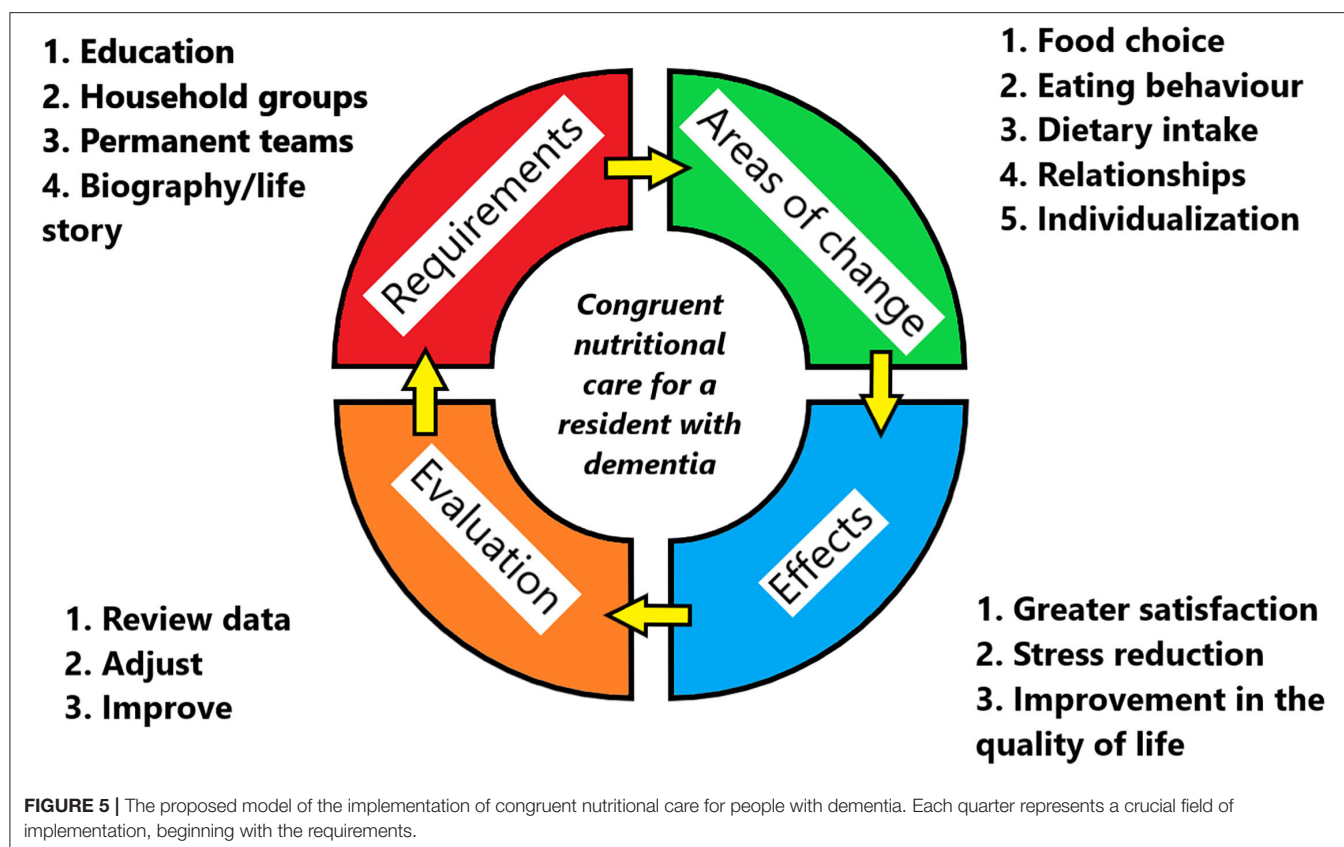 1. Education
2. Household groups
3. Permanent teams
4. Biography/life
story
Requirements
Areas of change
1. Food choice
2. Eating behaviour
3. Dietary intake
4. Relationships
5. Individualization
Congruent
nutritional
care for a
resident with
dementia
Evaluation
Effects
1. Review data
2. Adjust
3. Improve
1. Greater satisfaction
2. Stress reduction
3. Improvement in the
quality of life
FIGURE 5 | The proposed model of the implementation of congruent nutritional care for people with dementia. Each quarter represents a crucial field of
implementation, beginning with the requirements.